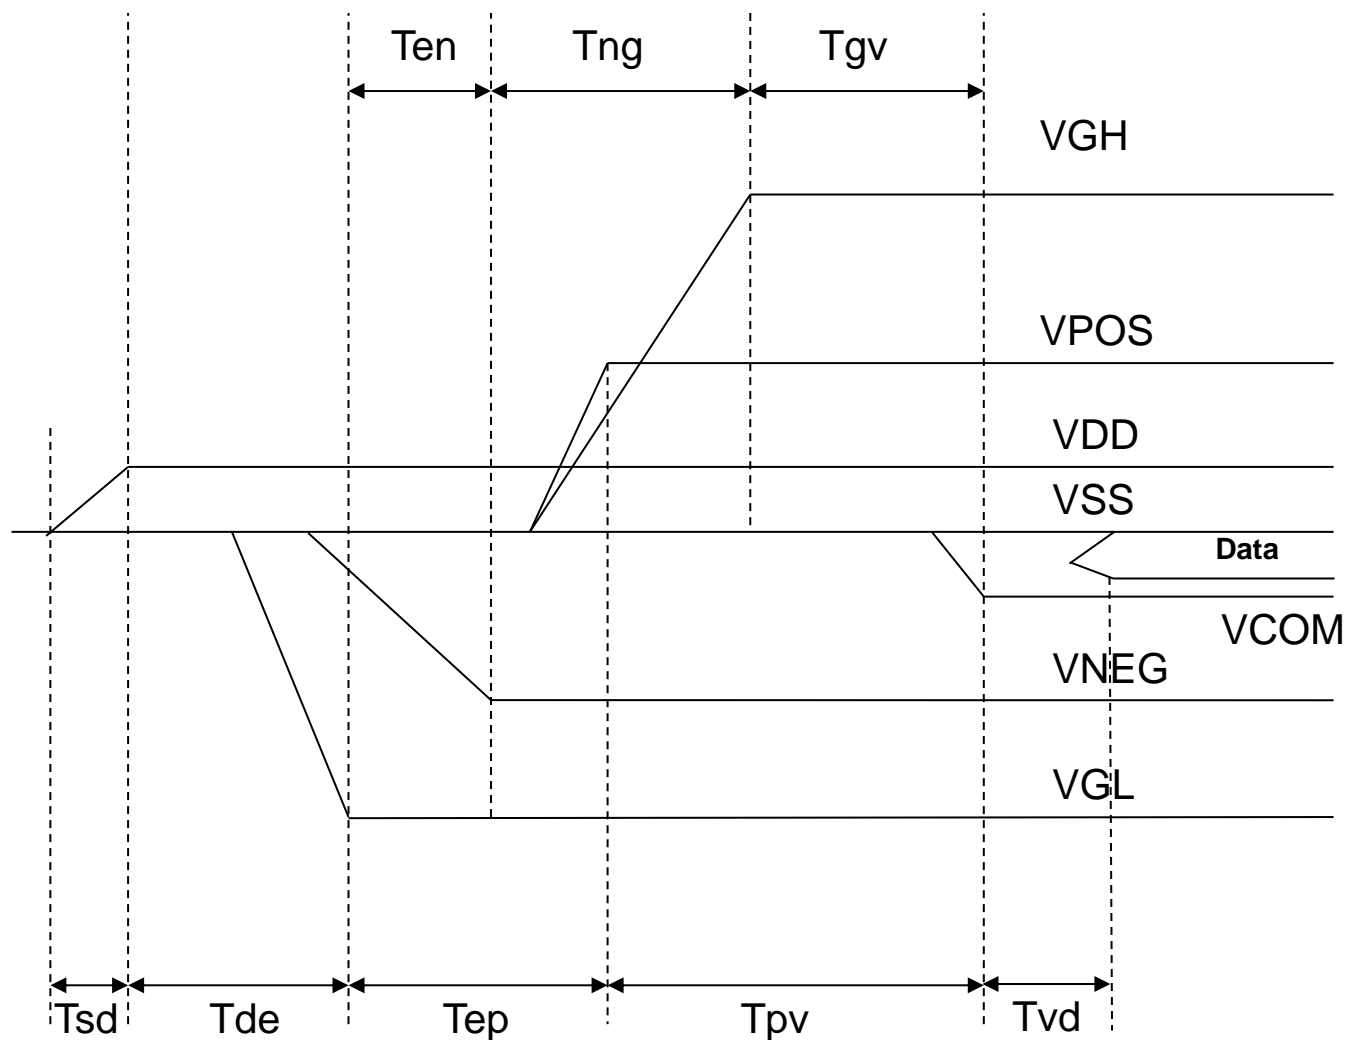 Ten Tng Tgv
VGH
VPOS
VDD
VSS
Data
VCOM
VNEG
VGL
Tsd Tde Tep Tpv Tvd